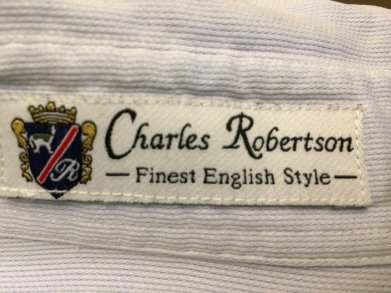 Charles Robertson
— Finest English Style —
R